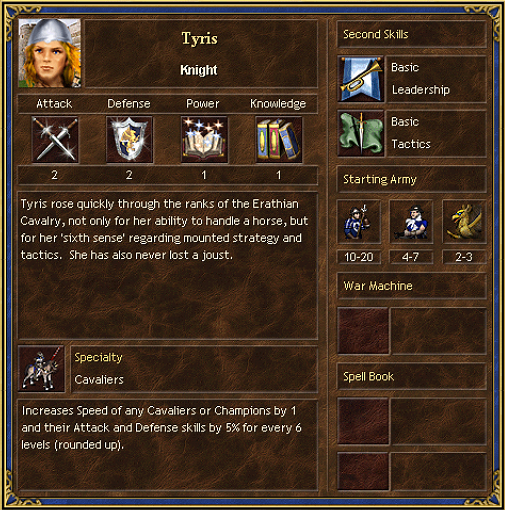 Tyris
Knight
Attack Defense Power Knowledge
2 2 1 1
Tyris rose quickly through the ranks of the Erathian
Cavalry, not only for her ability to handle a horse, but
for her 'sixth sense' regarding mounted strategy and
tactics. She has also never lost a joust.
Specialty
Cavaliers
Increases Speed of any Cavaliers or Champions by 1
and their Attack and Defense skills by 5% for every 6
levels (rounded up).
Second Skills
Basic
Leadership
Basic
Tactics
Starting Army
10-20 4-7 2-3
War Machine
Spell Book